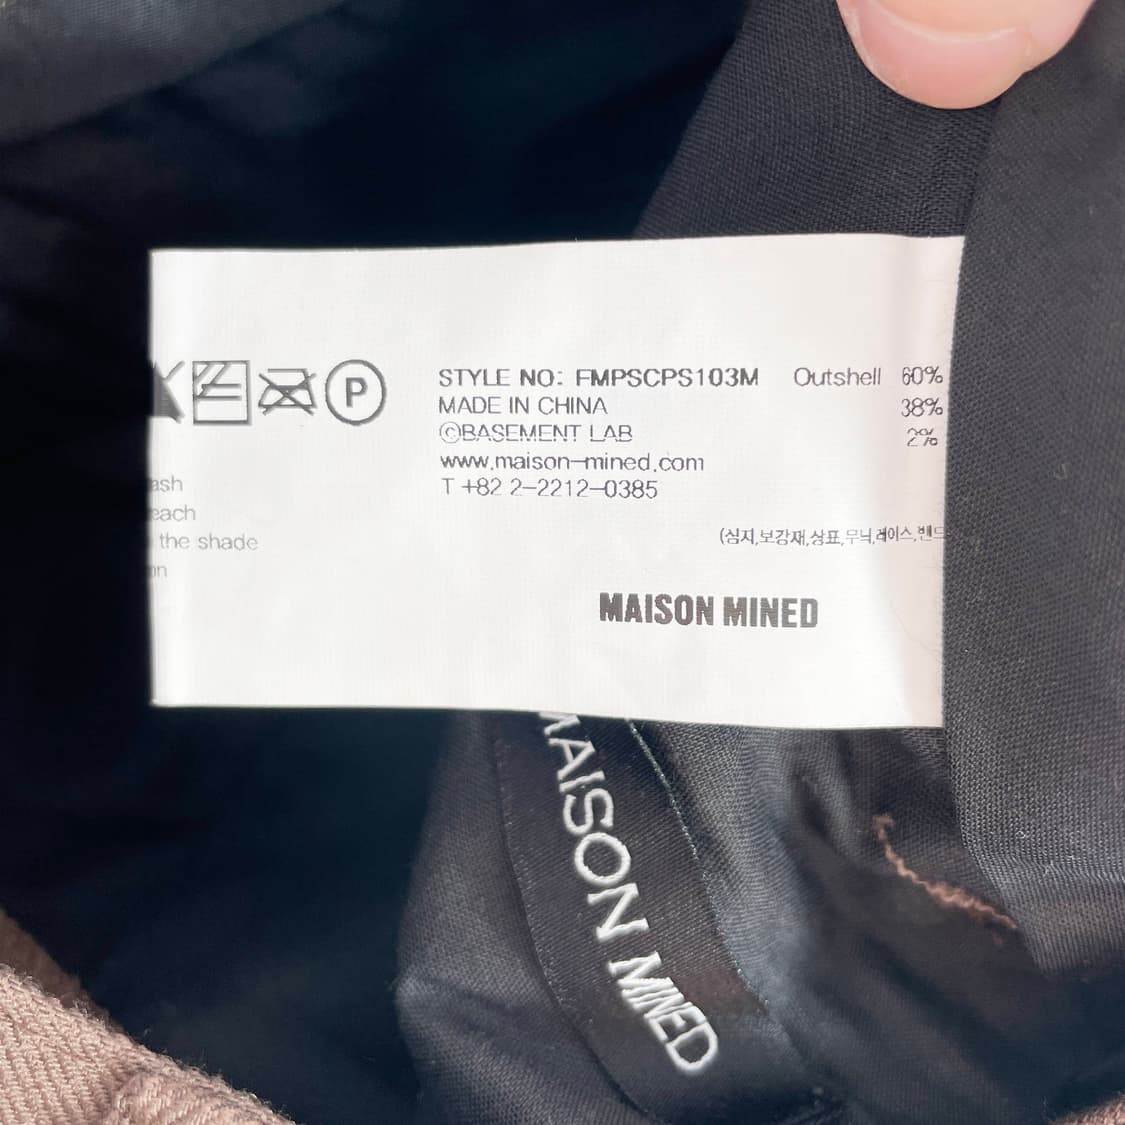 P
STYLE NO: FMPSCPS103M
MADE IN CHINA
©BASEMENT LAB
www.maison-mined.com
T +82 2-2212-0385
Outshell 60%
38%
2%
ash
each
the shade
(심지,보강재,상표,무늬,레이스,밴드
MAISON MINED
MAISON MINED